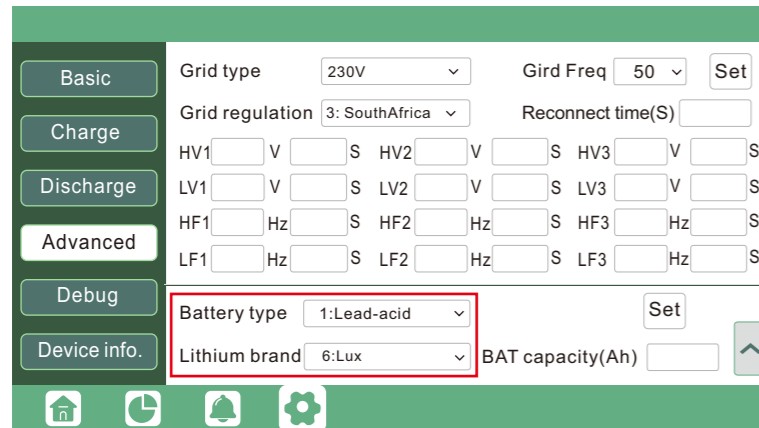 Basic
Charge
Discharge
Advanced
Debug
Device info.
Grid type 230V Gird Freq 50 Set
Grid regulation 3: SouthAfrica Reconnect time(S)
HV1 V S HV2 V S HV3 V S
LV1 V S LV2 V S LV3 V S
HF1 Hz S HF2 Hz S HF3 Hz S
LF1 Hz S LF2 Hz S LF3 Hz S
Battery type 1:Lead-acid Set
Lithium brand 6:Lux BAT capacity(Ah)